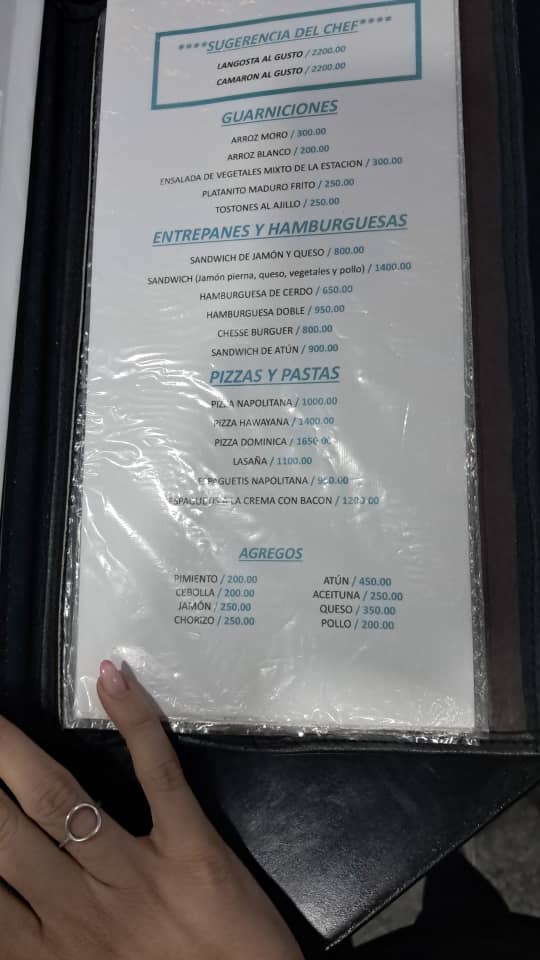 ****SUGERENCIA DEL CHEF****
LANGOSTA AL GUSTO / 2200.00
CAMARON AL GUSTO / 2200.00
GUARNICIONES
ARROZ MORO / 300.00
ARROZ BLANCO / 200.00
ENSALADA DE VEGETALES MIXTO DE LA ESTACION / 300.00
PLATANITO MADURO FRITO / 250.00
TOSTONES AL AJILLO / 250.00
ENTREPANES Y HAMBURGUESAS
SANDWICH DE JAMÓN Y QUESO / 800.00
SANDWICH (Jamón pierna, queso, vegetales y pollo) / 1400.00
HAMBURGUESA DE CERDO / 650.00
HAMBURGUESA DOBLE / 950.00
CHESSE BURGUER / 800.00
SANDWICH DE ATÚN / 900.00
PIZZAS Y PASTAS
PIZZA NAPOLITANA / 1000.00
PIZZA HAWAYANA / 1400.00
PIZZA DOMINICA / 1650.00
LASAÑA / 1100.00
ESPAGUETIS NAPOLITANA /
ESPAGUETIS A LA CREMA CON BACON / 1200.00
AGREGOS
PIMIENTO / 200.00
CEBOLLA / 200.00
JAMÓN / 250.00
CHORIZO / 250.00
ATÚN / 450.00
ACEITUNA / 250.00
QUESO / 350.00
POLLO / 200.00